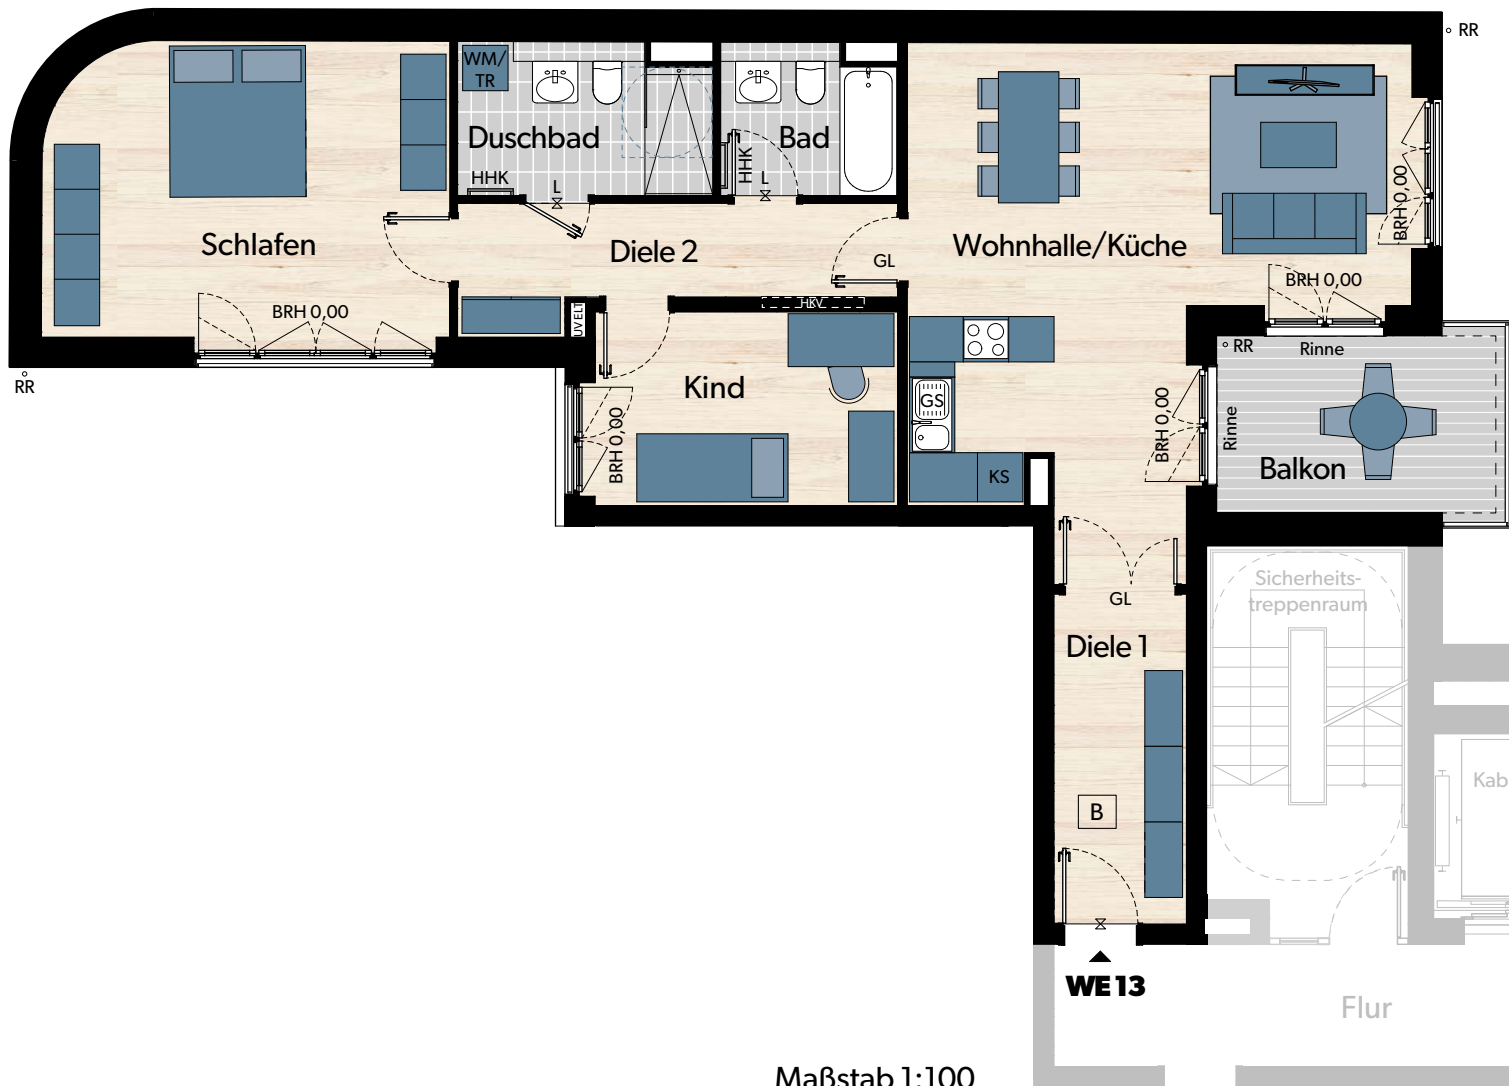 RR
WM/
TR
Duschbad
HHK
L
Bad
HHK
L
Schlafen
Diele 2
GL
Wohnhalle/Küche
BRH 0,00
BRH 0,00
BRH 0,00
HKV
UV ELT
RR
Rinne
RR
Kind
BRH 0,00
GS
BRH 0,00
Rinne
Balkon
KS
GL
Sicherheits-
treppenraum
Diele 1
Kab
B
WE 13
Flur
Maßstab 1:100